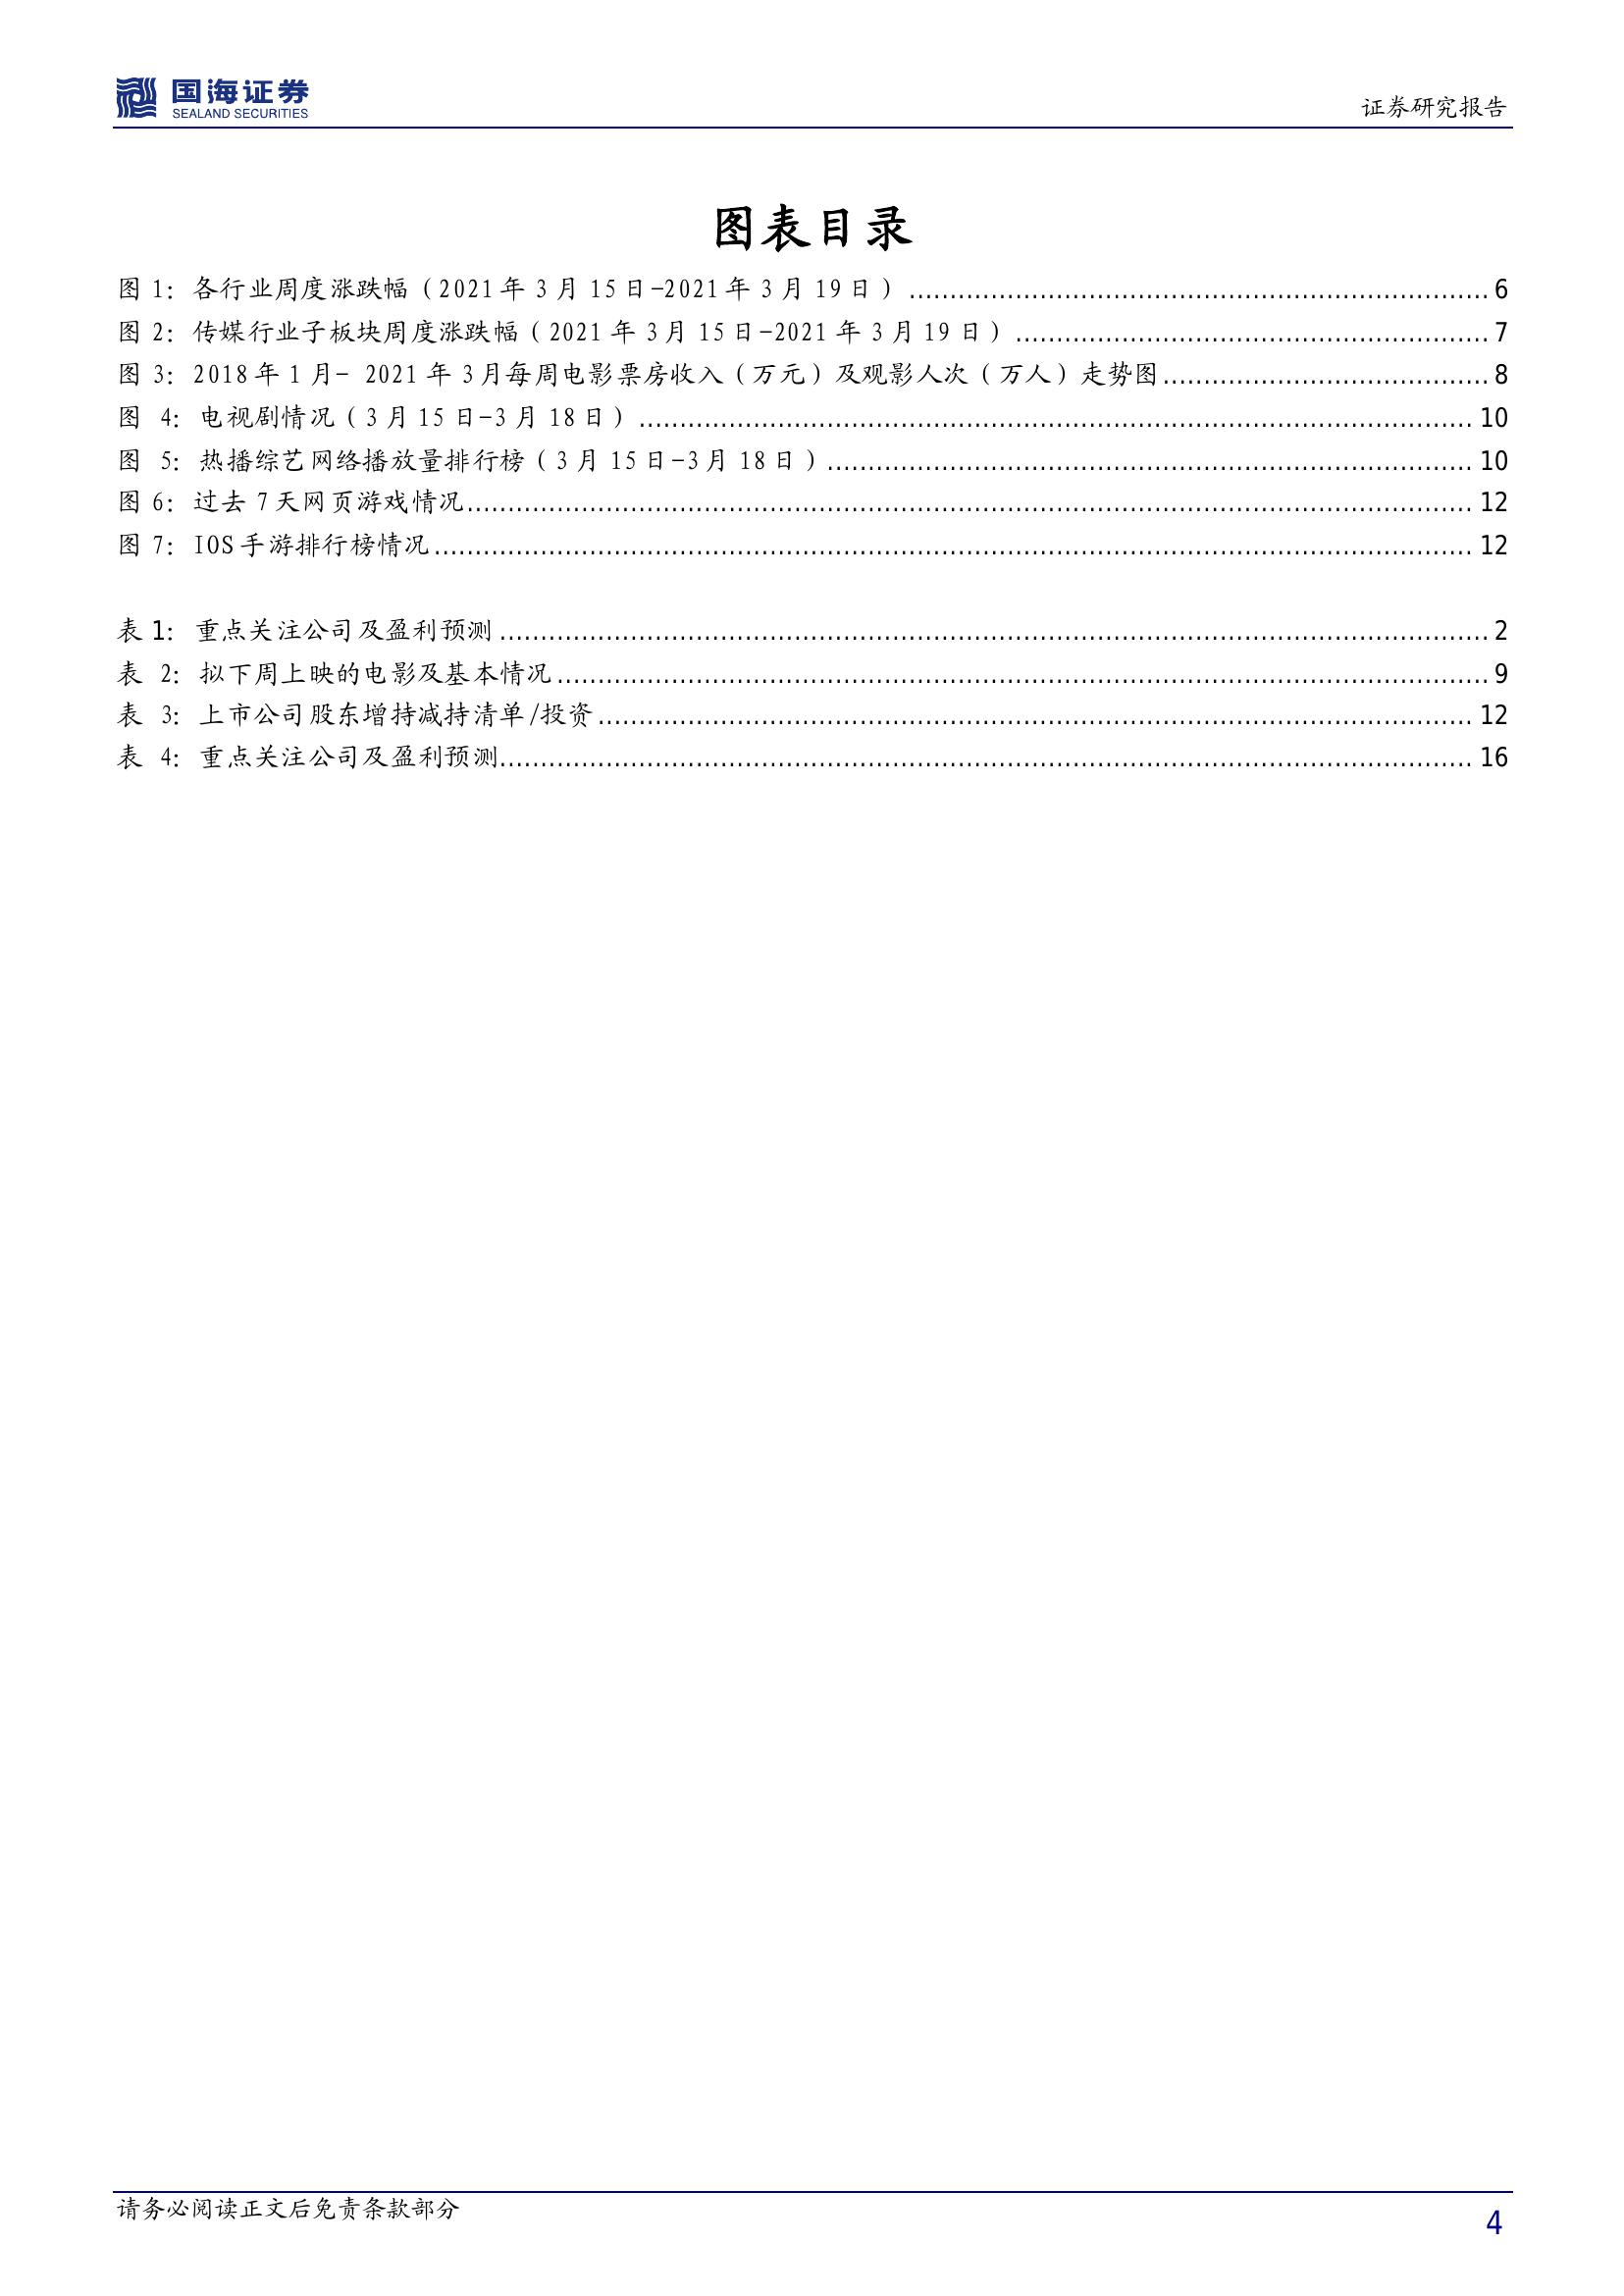 国海证券
SEALAND SECURITIES
证券研究报告
图表目录
图 1: 各行业周度涨跌幅（2021 年 3 月 15 日-2021 年 3 月 19 日）........................................ 6
图 2: 传媒行业子板块周度涨跌幅（2021 年 3 月 15 日-2021 年 3 月 19 日）........................................ 7
图 3: 2018 年 1 月- 2021 年 3 月每周电影票房收入（万元）及观影人次（万人）走势图........................................ 8
图 4: 电视剧情况（3 月 15 日-3 月 18 日）........................................ 10
图 5: 热播综艺网络播放量排行榜（3 月 15 日-3 月 18 日）........................................ 10
图 6: 过去 7 天网页游戏情况........................................ 12
图 7: IOS 手游排行榜情况........................................ 12
表 1: 重点关注公司及盈利预测........................................ 2
表 2: 拟下周上映的电影及基本情况........................................ 9
表 3: 上市公司股东增持减持清单/投资........................................ 12
表 4: 重点关注公司及盈利预测........................................ 16
请务必阅读正文后免责条款部分
4